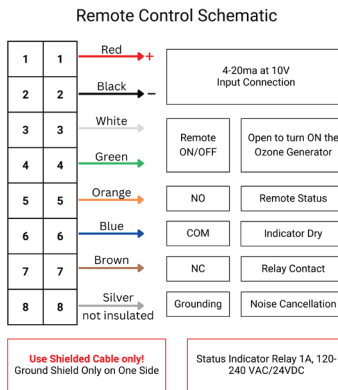 Remote Control Schematic
1 1 Red +
4-20ma at 10V
Input Connection
2 2 Black –
3 3 White
Remote
ON/OFF
Open to turn ON the
Ozone Generator
4 4 Green
5 5 Orange NO Remote Status
6 6 Blue COM Indicator Dry
7 7 Brown NC Relay Contact
8 8 Silver
not insulated
Grounding Noise Cancellation
Use Shielded Cable only!
Ground Shield Only on One Side
Status Indicator Relay 1A, 120-
240 VAC/24VDC